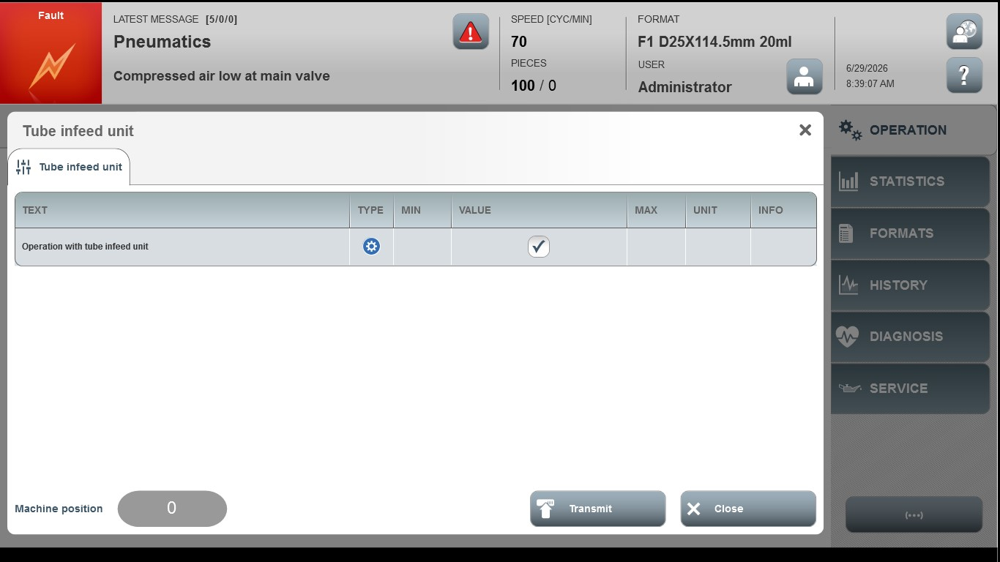 Fault
LATEST MESSAGE [5/0/0]
Pneumatics
Compressed air low at main valve
SPEED [CYC/MIN]
70
PIECES
100 / 0
FORMAT
F1 D25X114.5mm 20ml
USER
Administrator
6/29/2026
8:39:07 AM
?
Tube infeed unit
Tube infeed unit
TEXT TYPE MIN VALUE MAX UNIT INFO
Operation with tube infeed unit
Machine position 0
Transmit
Close
OPERATION
STATISTICS
FORMATS
HISTORY
DIAGNOSIS
SERVICE
(•••)